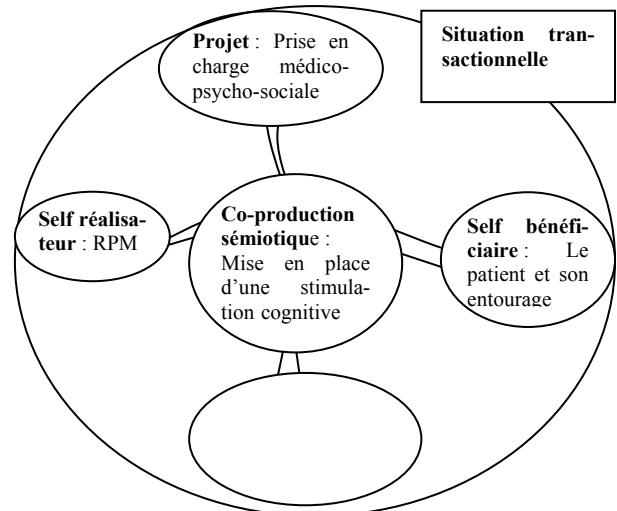 Projet : Prise en
charge médico-
psycho-sociale
Situation tran-
sactionnelle
Self réalisa-
teur : RPM
Co-production
sémiotique :
Mise en place
d'une stimula-
tion cognitive
Self bénéfi-
ciaire : Le
patient et son
entourage